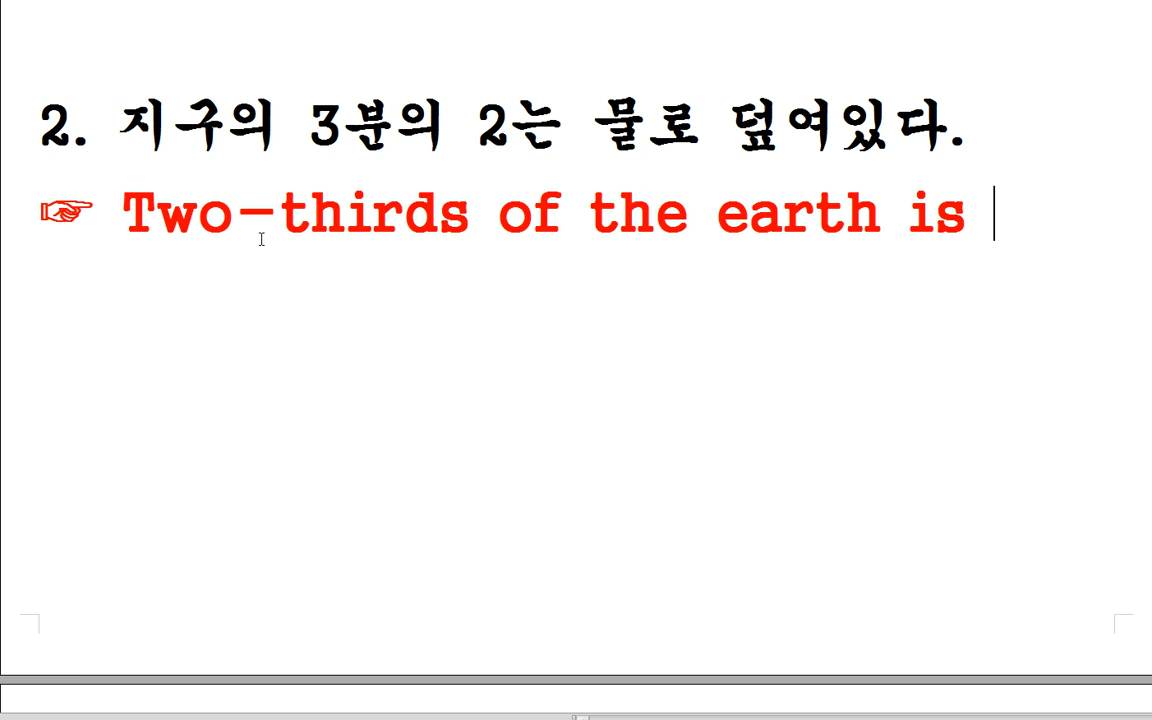 2. 지구의 3분의 2는 물로 덮여있다.
☞ Two-thirds of the earth is